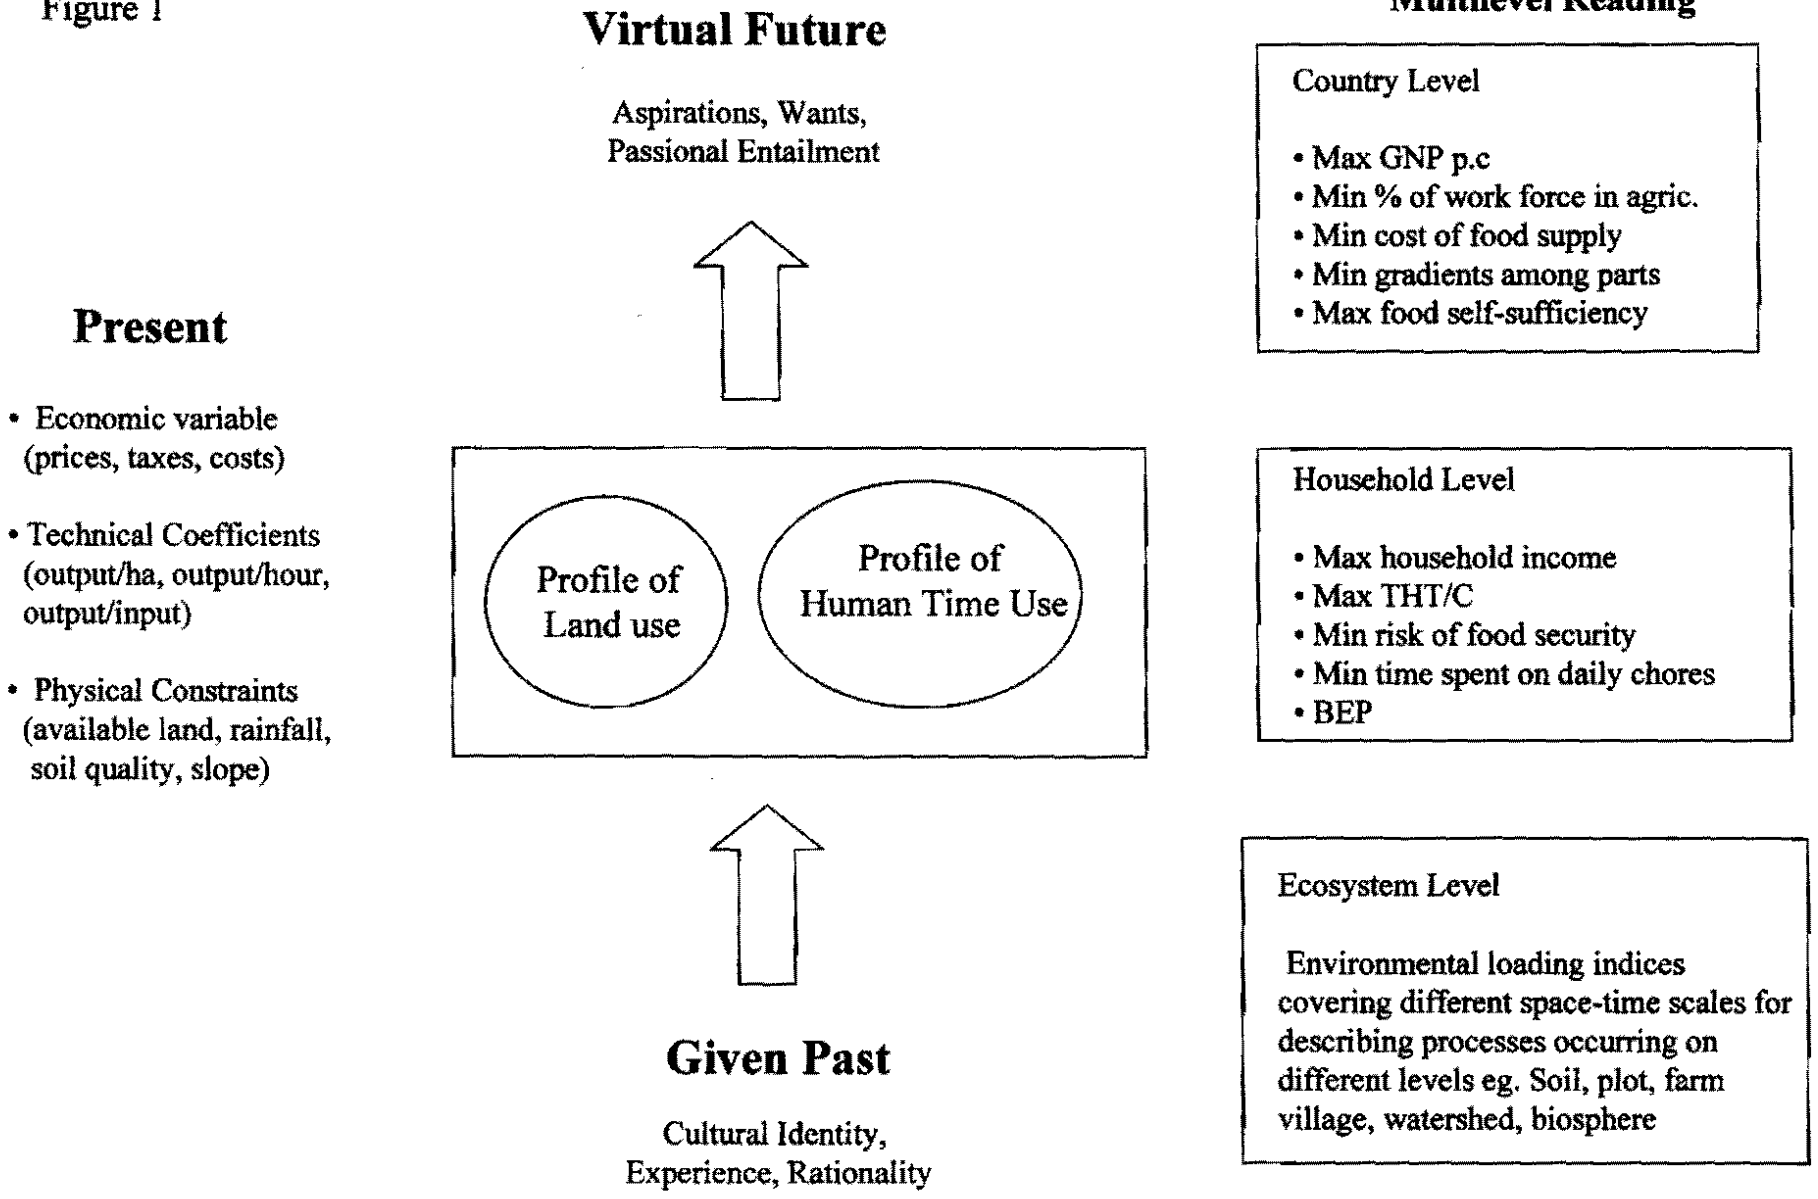 Figure 1
Virtual Future
Aspirations, Wants,
Passional Entailment
Present
• Economic variable
(prices, taxes, costs)
• Technical Coefficients
(output/ha, output/hour,
output/input)
• Physical Constraints
(available land, rainfall,
soil quality, slope)
Profile of
Land use
Profile of
Human Time Use
Given Past
Cultural Identity,
Experience, Rationality
Multilevel Reading
Country Level
• Max GNP p.c
• Min % of work force in agric.
• Min cost of food supply
• Min gradients among parts
• Max food self-sufficiency
Household Level
• Max household income
• Max THT/C
• Min risk of food security
• Min time spent on daily chores
• BEP
Ecosystem Level
Environmental loading indices
covering different space-time scales for
describing processes occurring on
different levels eg. Soil, plot, farm
village, watershed, biosphere